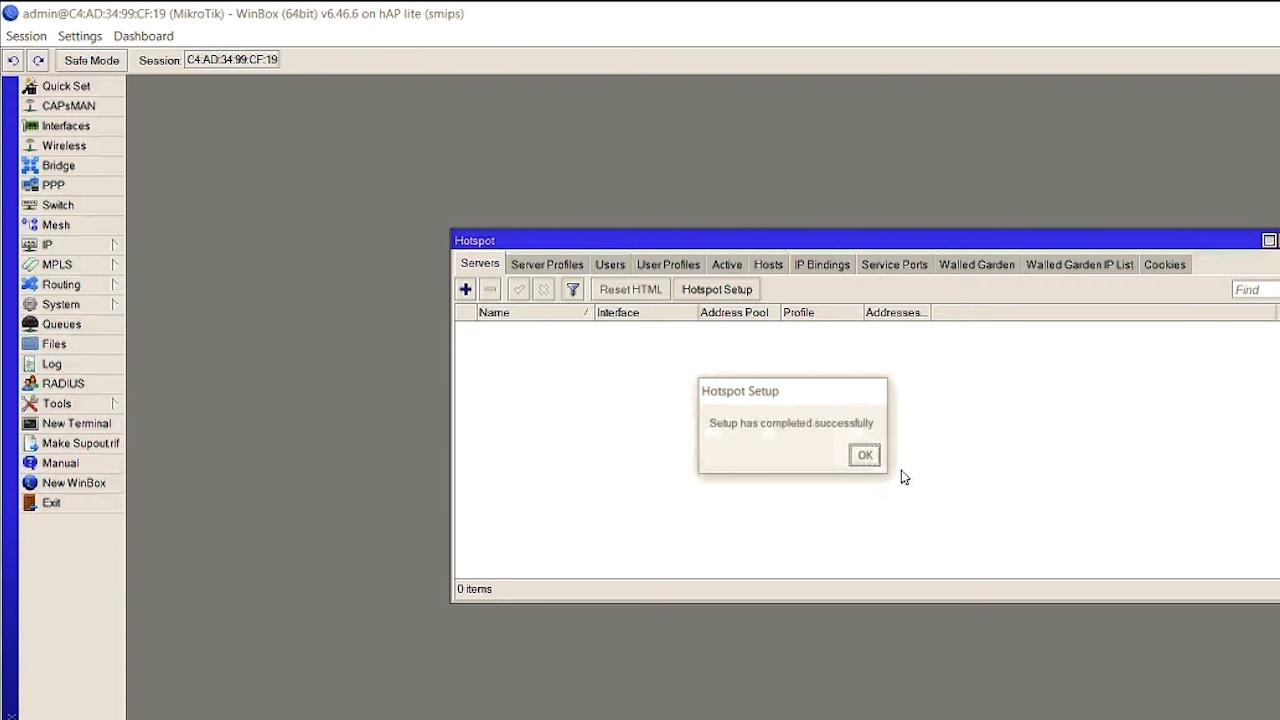 admin@C4:AD:34:99:CF:19 (MikroTik) - WinBox (64bit) v6.46.6 on hAP lite (smips)
Session Settings Dashboard
Safe Mode Session: C4:AD:34:99:CF:19
Quick Set
CAPsMAN
Interfaces
Wireless
Bridge
PPP
Switch
Mesh
IP
MPLS
Routing
System
Queues
Files
Log
RADIUS
Tools
New Terminal
Make Supout.rif
Manual
New WinBox
Exit
Hotspot
Servers Server Profiles Users User Profiles Active Hosts IP Bindings Service Ports Walled Garden Walled Garden IP List Cookies
Reset HTML Hotspot Setup Find
Name Interface Address Pool Profile Addresses...
Hotspot Setup
Setup has completed successfully
OK
0 items